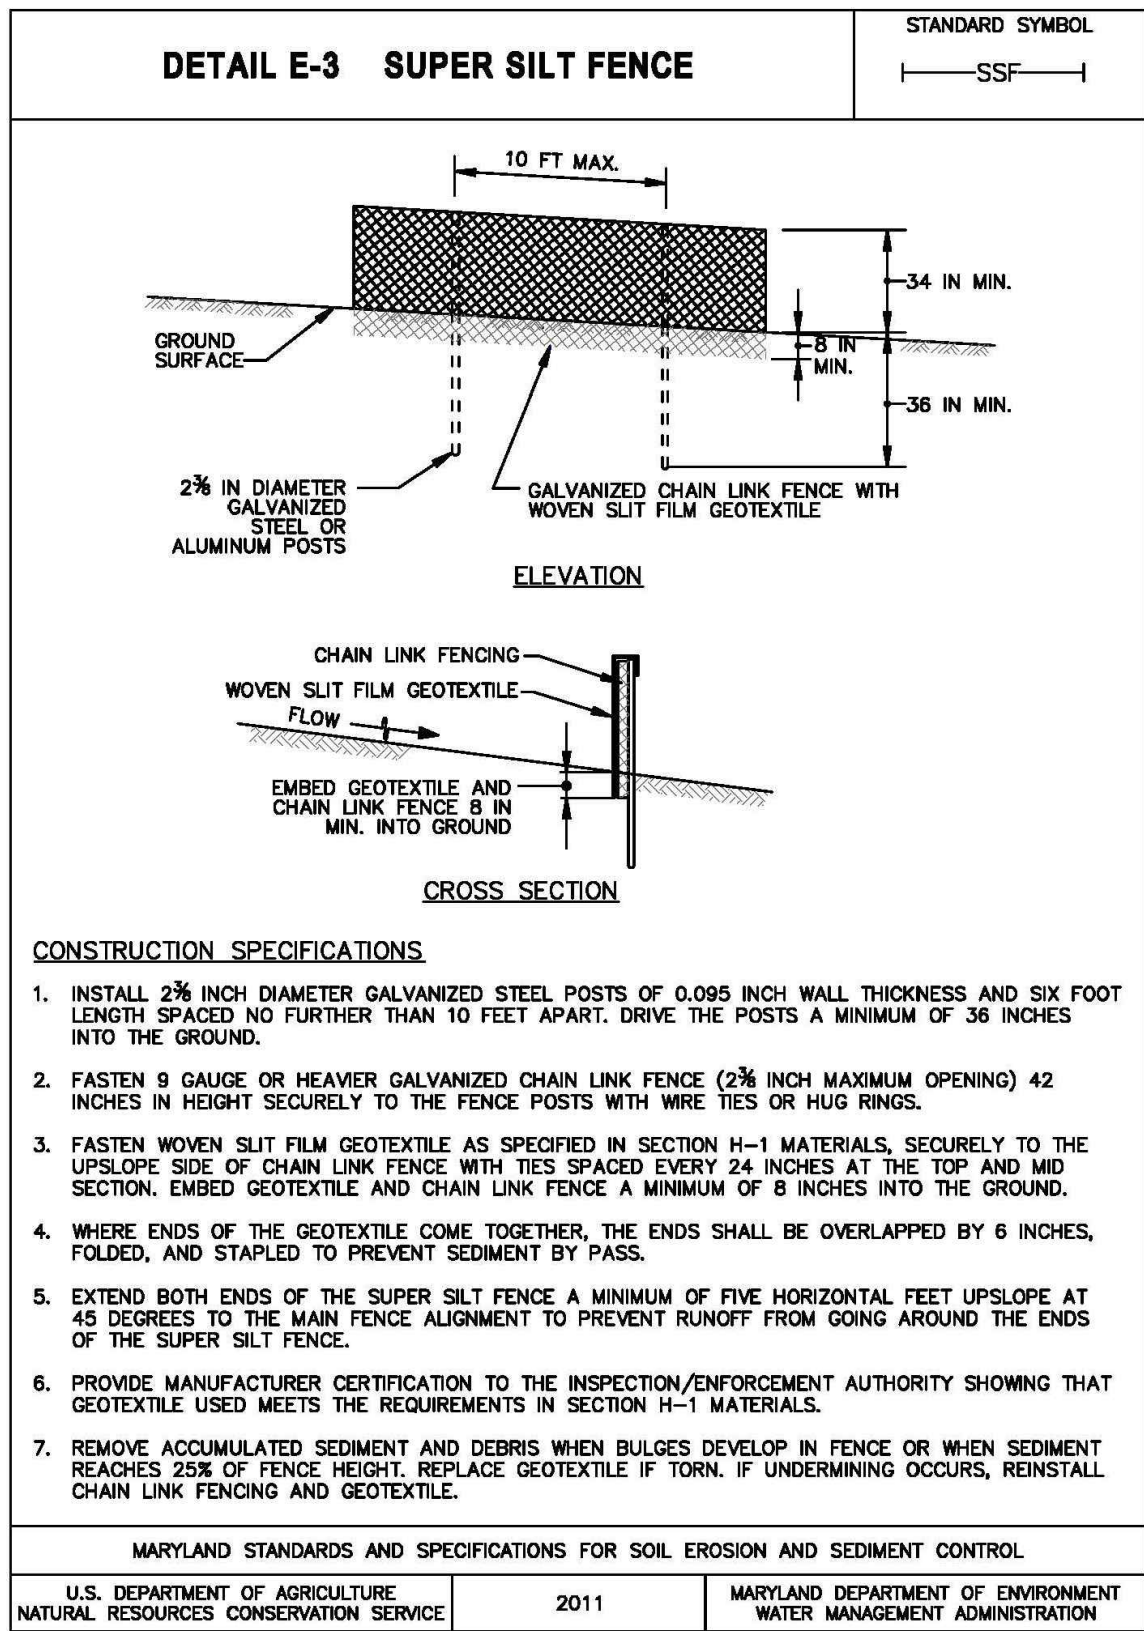 DETAIL E-3 SUPER SILT FENCE
STANDARD SYMBOL
SSF
10 FT MAX.
34 IN MIN.
GROUND
SURFACE
8 IN
MIN.
36 IN MIN.
2⅜ IN DIAMETER
GALVANIZED
STEEL OR
ALUMINUM POSTS
GALVANIZED CHAIN LINK FENCE WITH
WOVEN SLIT FILM GEOTEXTILE
ELEVATION
CHAIN LINK FENCING
WOVEN SLIT FILM GEOTEXTILE
FLOW
EMBED GEOTEXTILE AND
CHAIN LINK FENCE 8 IN
MIN. INTO GROUND
CROSS SECTION
CONSTRUCTION SPECIFICATIONS
1. INSTALL 2⅜ INCH DIAMETER GALVANIZED STEEL POSTS OF 0.095 INCH WALL THICKNESS AND SIX FOOT
LENGTH SPACED NO FURTHER THAN 10 FEET APART. DRIVE THE POSTS A MINIMUM OF 36 INCHES
INTO THE GROUND.
2. FASTEN 9 GAUGE OR HEAVIER GALVANIZED CHAIN LINK FENCE (2⅜ INCH MAXIMUM OPENING) 42
INCHES IN HEIGHT SECURELY TO THE FENCE POSTS WITH WIRE TIES OR HUG RINGS.
3. FASTEN WOVEN SLIT FILM GEOTEXTILE AS SPECIFIED IN SECTION H-1 MATERIALS, SECURELY TO THE
UPSLOPE SIDE OF CHAIN LINK FENCE WITH TIES SPACED EVERY 24 INCHES AT THE TOP AND MID
SECTION. EMBED GEOTEXTILE AND CHAIN LINK FENCE A MINIMUM OF 8 INCHES INTO THE GROUND.
4. WHERE ENDS OF THE GEOTEXTILE COME TOGETHER, THE ENDS SHALL BE OVERLAPPED BY 6 INCHES,
FOLDED, AND STAPLED TO PREVENT SEDIMENT BY PASS.
5. EXTEND BOTH ENDS OF THE SUPER SILT FENCE A MINIMUM OF FIVE HORIZONTAL FEET UPSLOPE AT
45 DEGREES TO THE MAIN FENCE ALIGNMENT TO PREVENT RUNOFF FROM GOING AROUND THE ENDS
OF THE SUPER SILT FENCE.
6. PROVIDE MANUFACTURER CERTIFICATION TO THE INSPECTION/ENFORCEMENT AUTHORITY SHOWING THAT
GEOTEXTILE USED MEETS THE REQUIREMENTS IN SECTION H-1 MATERIALS.
7. REMOVE ACCUMULATED SEDIMENT AND DEBRIS WHEN BULGES DEVELOP IN FENCE OR WHEN SEDIMENT
REACHES 25% OF FENCE HEIGHT. REPLACE GEOTEXTILE IF TORN. IF UNDERMINING OCCURS, REINSTALL
CHAIN LINK FENCING AND GEOTEXTILE.
MARYLAND STANDARDS AND SPECIFICATIONS FOR SOIL EROSION AND SEDIMENT CONTROL
U.S. DEPARTMENT OF AGRICULTURE
NATURAL RESOURCES CONSERVATION SERVICE
2011
MARYLAND DEPARTMENT OF ENVIRONMENT
WATER MANAGEMENT ADMINISTRATION